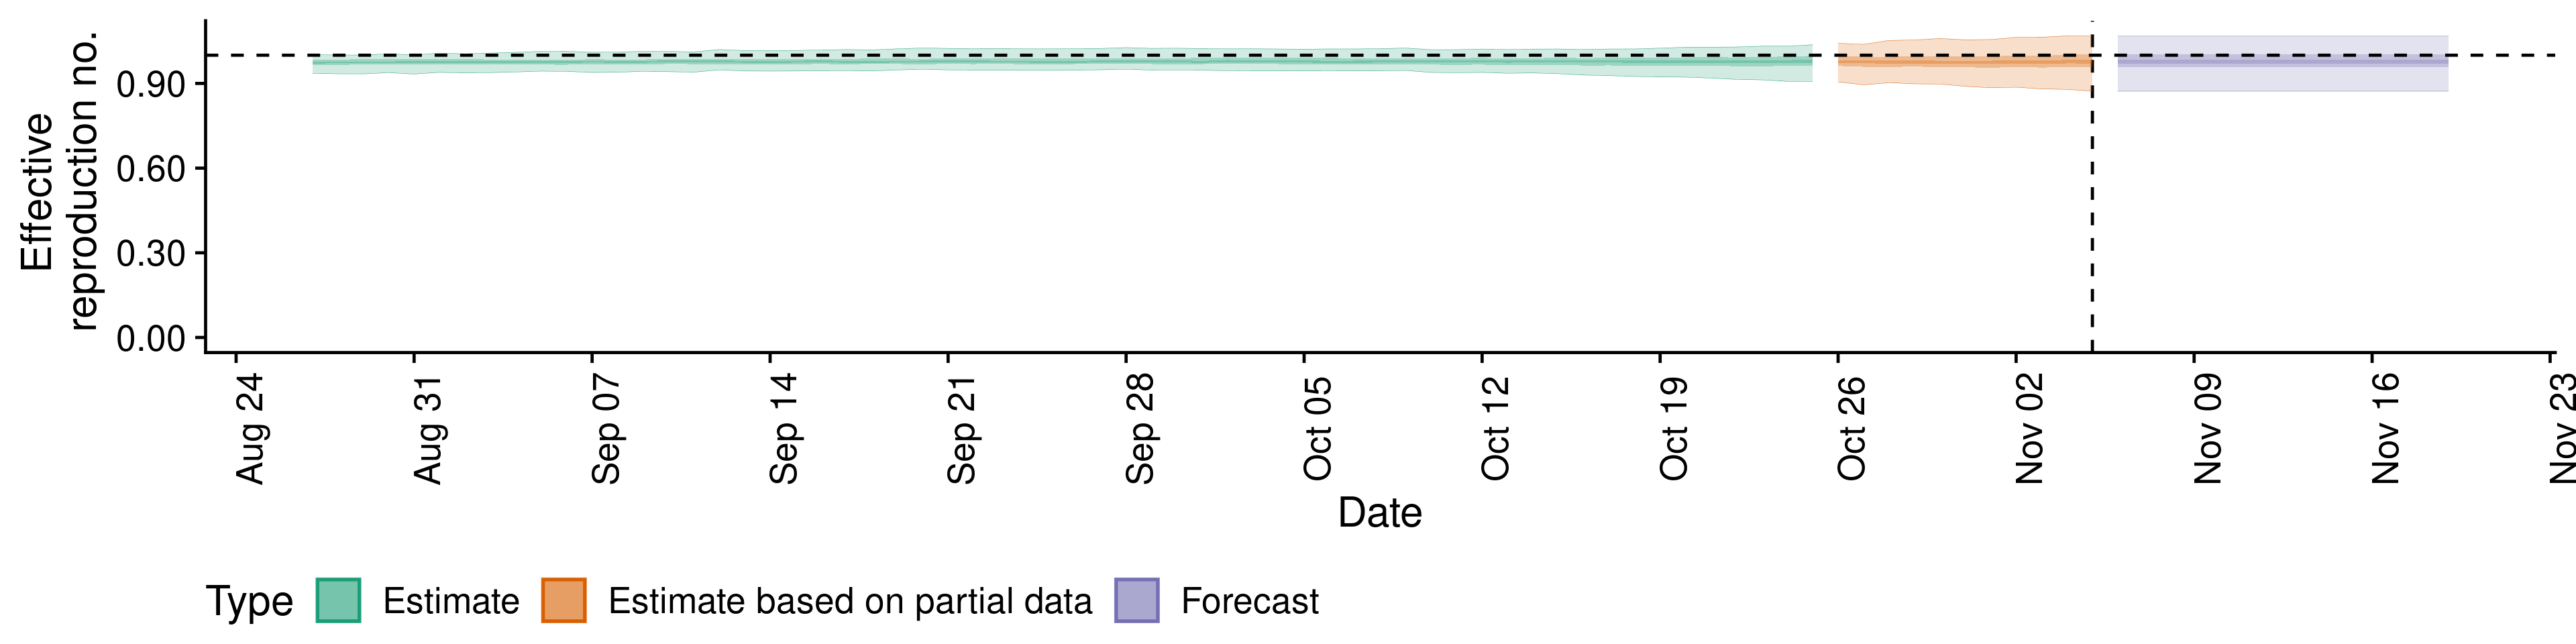 Effective
reproduction no.
0.90
0.60
0.30
0.00
Aug 24
Aug 31
Sep 07
Sep 14
Sep 21
Sep 28
Oct 05
Oct 12
Oct 19
Oct 26
Nov 02
Nov 09
Nov 16
Nov 23
Date
Type Estimate Estimate based on partial data Forecast